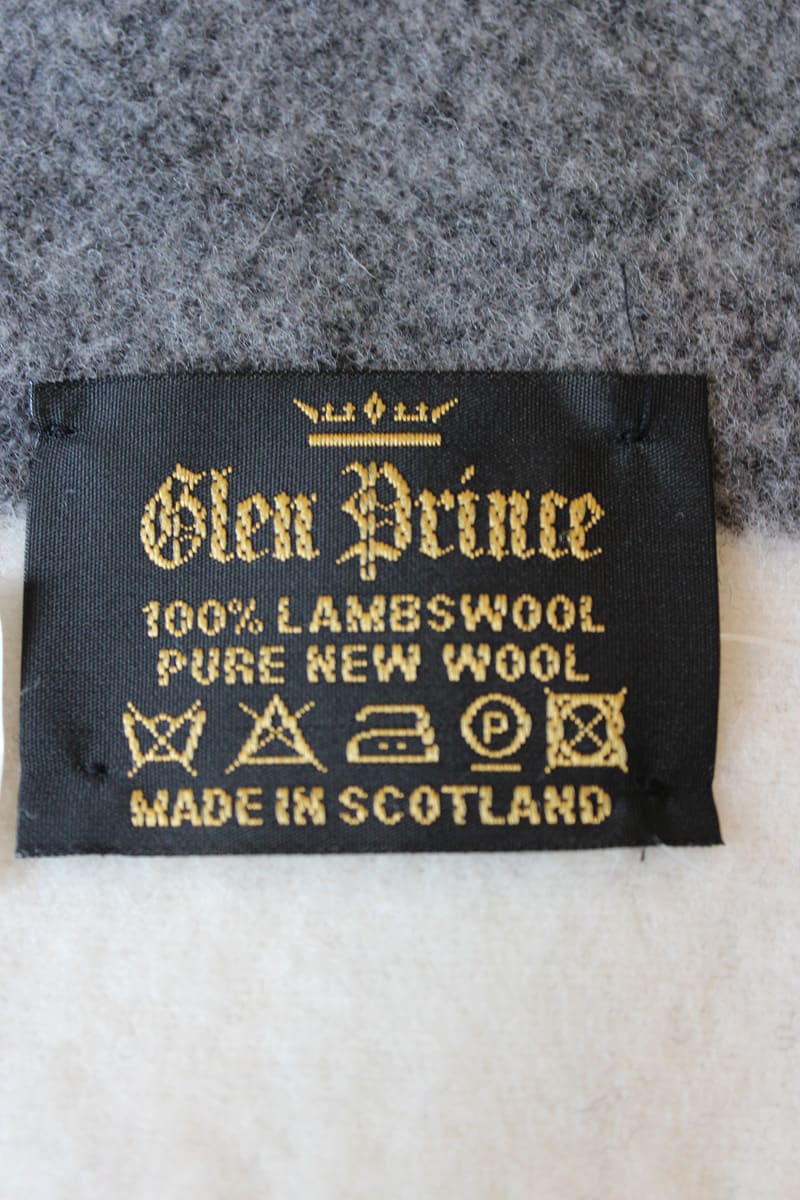 Glen Prince
100% LAMBSWOOL
PURE NEW WOOL
P
MADE IN SCOTLAND